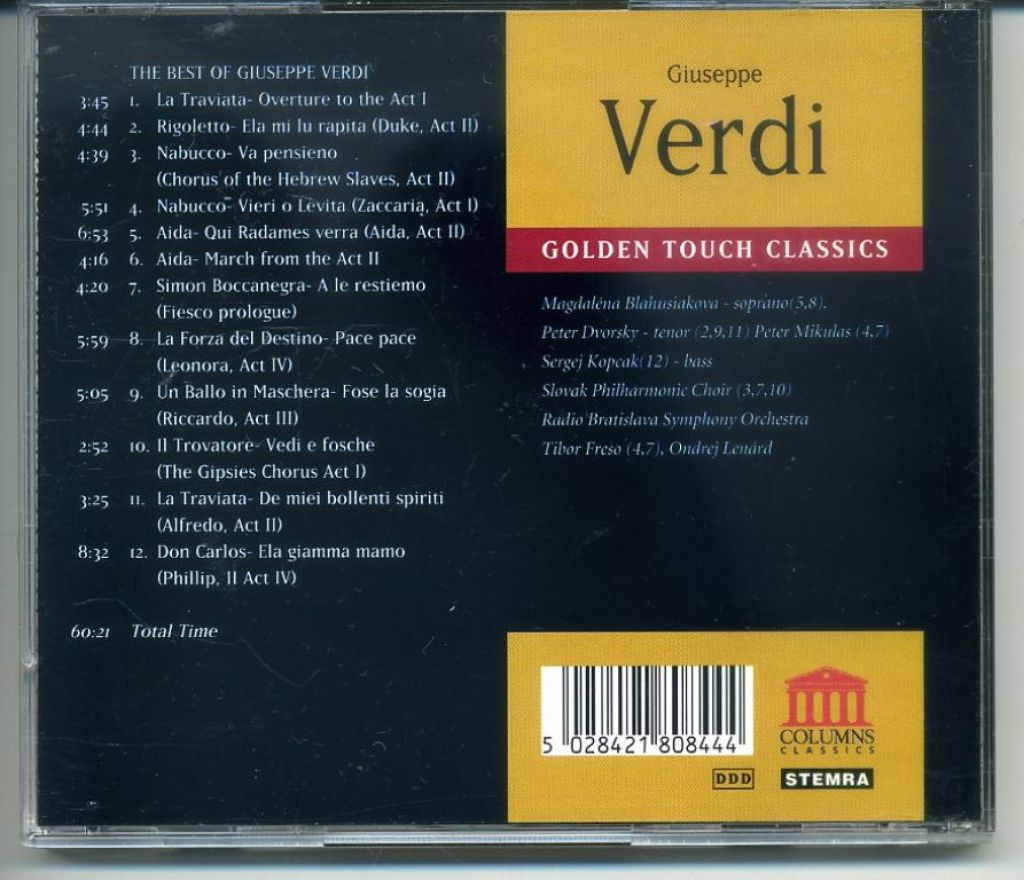 THE BEST OF GIUSEPPE VERDI
3:45 1. La Traviata- Overture to the Act I
4:44 2. Rigoletto- Ela mi lu rapita (Duke, Act II)
4:39 3. Nabucco- Va pensieno
(Chorus of the Hebrew Slaves, Act II)
5:51 4. Nabucco- Vieri o Levita (Zaccaria, Act I)
6:53 5. Aida- Qui Radames verra (Aida, Act II)
4:16 6. Aida- March from the Act II
4:20 7. Simon Boccanegra- A le restiemo
(Fiesco prologue)
5:59 8. La Forza del Destino- Pace pace
(Leonora, Act IV)
5:05 9. Un Ballo in Maschera- Fose la sogia
(Riccardo, Act III)
2:52 10. Il Trovatore- Vedi e fosche
(The Gipsies Chorus Act I)
3:25 11. La Traviata- De miei bollenti spiriti
(Alfredo, Act II)
8:32 12. Don Carlos- Ela giamma mamo
(Phillip, II Act IV)
60:21 Total Time
Giuseppe
Verdi
GOLDEN TOUCH CLASSICS
Magdaléna Blahusiakova - soprano(5,8).
Peter Dvorsky - tenor (2,9,11) Peter Mikulas (4,7)
Sergej Kopcak(12) - bass
Slovak Philharmonic Choir (3,7,10)
Radio Bratislava Symphony Orchestra
Tibor Freso (4,7), Ondrej Lenárd
5 028421 808444
COLUMNS
CLASSICS
DDD STEMRA